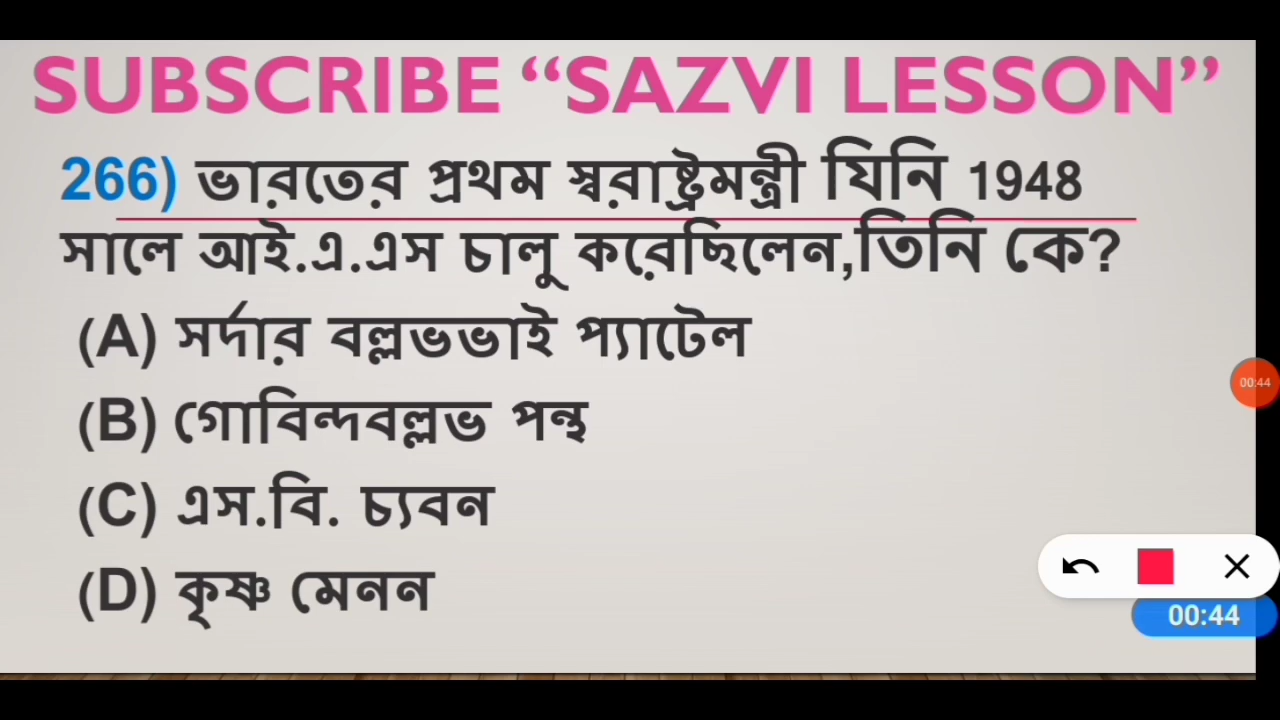 SUBSCRIBE “SAZVI LESSON”
266) ভারতের প্রথম স্বরাষ্ট্রমন্ত্রী যিনি 1948
সালে আই.এ.এস চালু করেছিলেন,তিনি কে?
(A) সর্দার বল্লভভাই প্যাটেল
(B) গোবিন্দবল্লভ পন্থ
(C) এস.বি. চ্যবন
(D) কৃষ্ণ মেনন
00:44
00:44